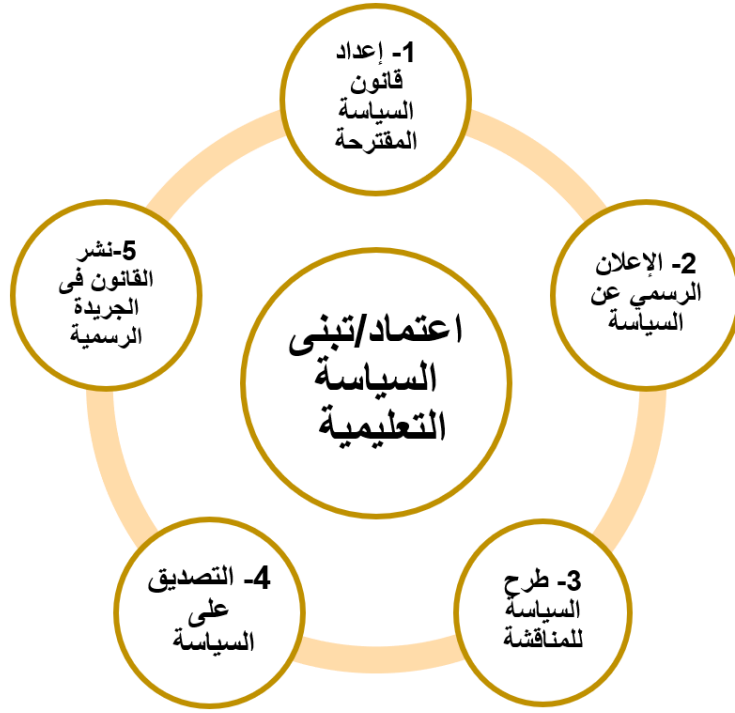 1- إعداد
قانون
السياسة
المقترحة
2- الإعلان
الرسمي عن
السياسة
3- طرح
السياسة
للمناقشة
4- التصديق
على
السياسة
5-نشر
القانون فى
الجريدة
الرسمية
اعتماد/تبنى
السياسة
التعليمية